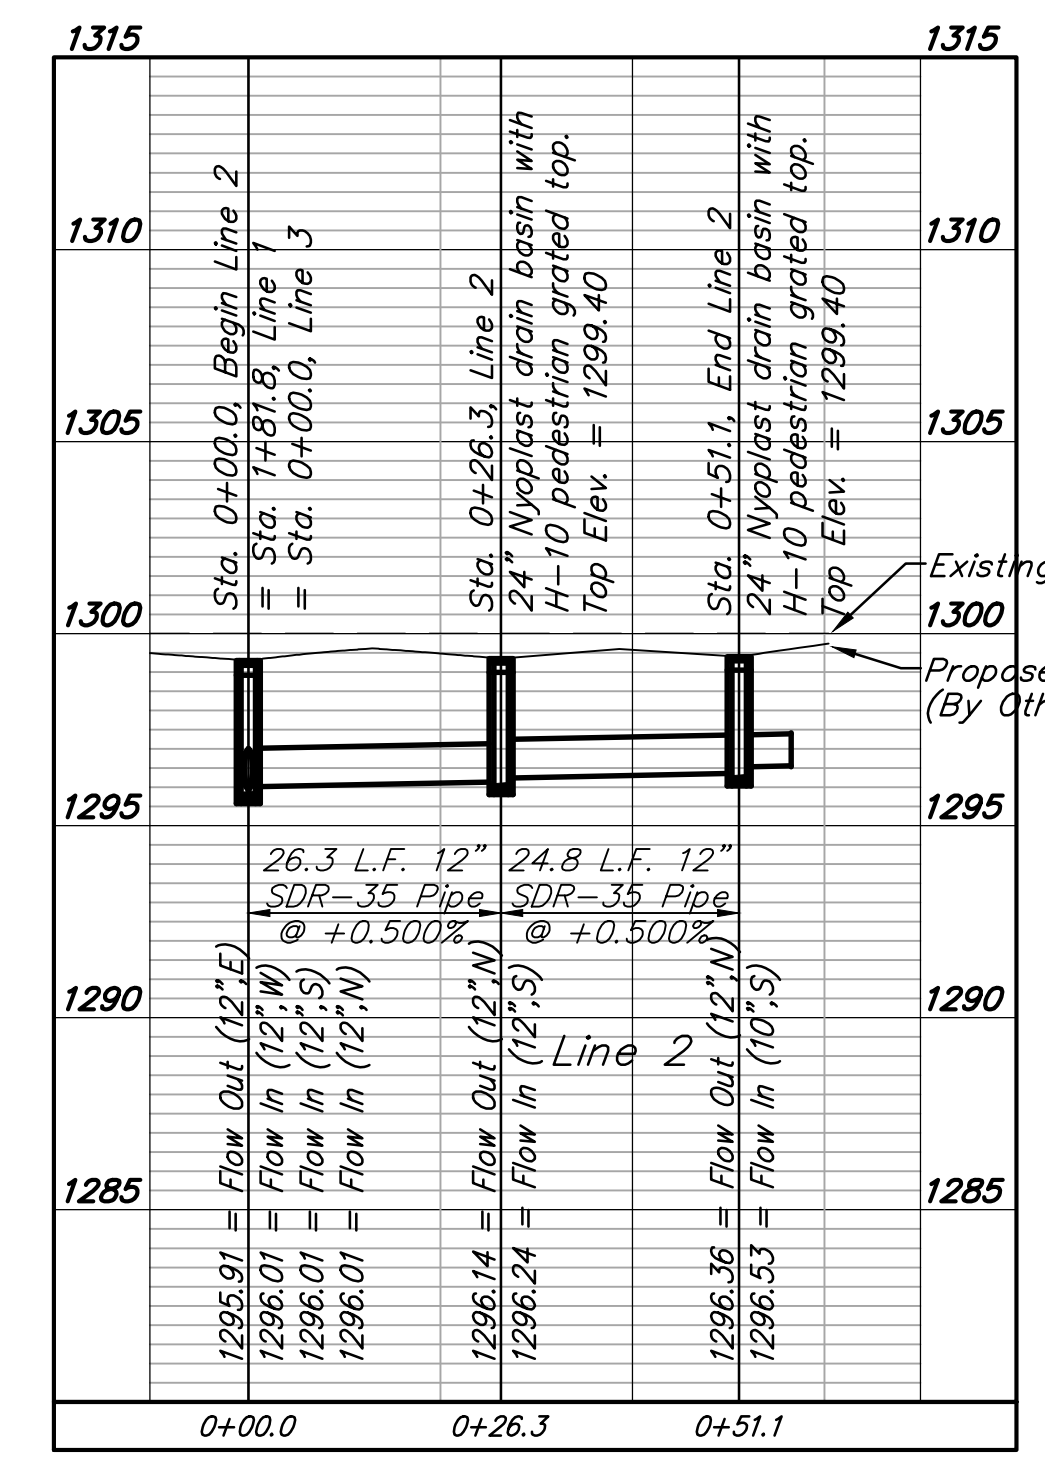 1315
1315
1310
1310
1305
1305
1300
1300
1295
1295
1290
1290
1285
1285
Sta. 0+00.0, Begin Line 2
= Sta. 1+81.8, Line 1
= Sta. 0+00.0, Line 3
Sta. 0+26.3, Line 2
24" Nyoplast drain basin with
H-10 pedestrian grated top.
Top Elev. = 1299.40
Sta. 0+51.1, End Line 2
24" Nyoplast drain basin with
H-10 pedestrian grated top.
Top Elev. = 1299.40
Existing
Propose
(By Oth
26.3 L.F. 12"
SDR-35 Pipe
@ +0.500%
24.8 L.F. 12"
SDR-35 Pipe
@ +0.500%
1295.91 = Flow Out (12",E)
1296.01 = Flow In (12",W)
1296.01 = Flow In (12",S)
1296.01 = Flow In (12",N)
1296.14 = Flow Out (12",N)
1296.24 = Flow In (12",S)
Line 2
1296.36 = Flow Out (12",N)
1296.53 = Flow In (10",S)
0+00.0
0+26.3
0+51.1